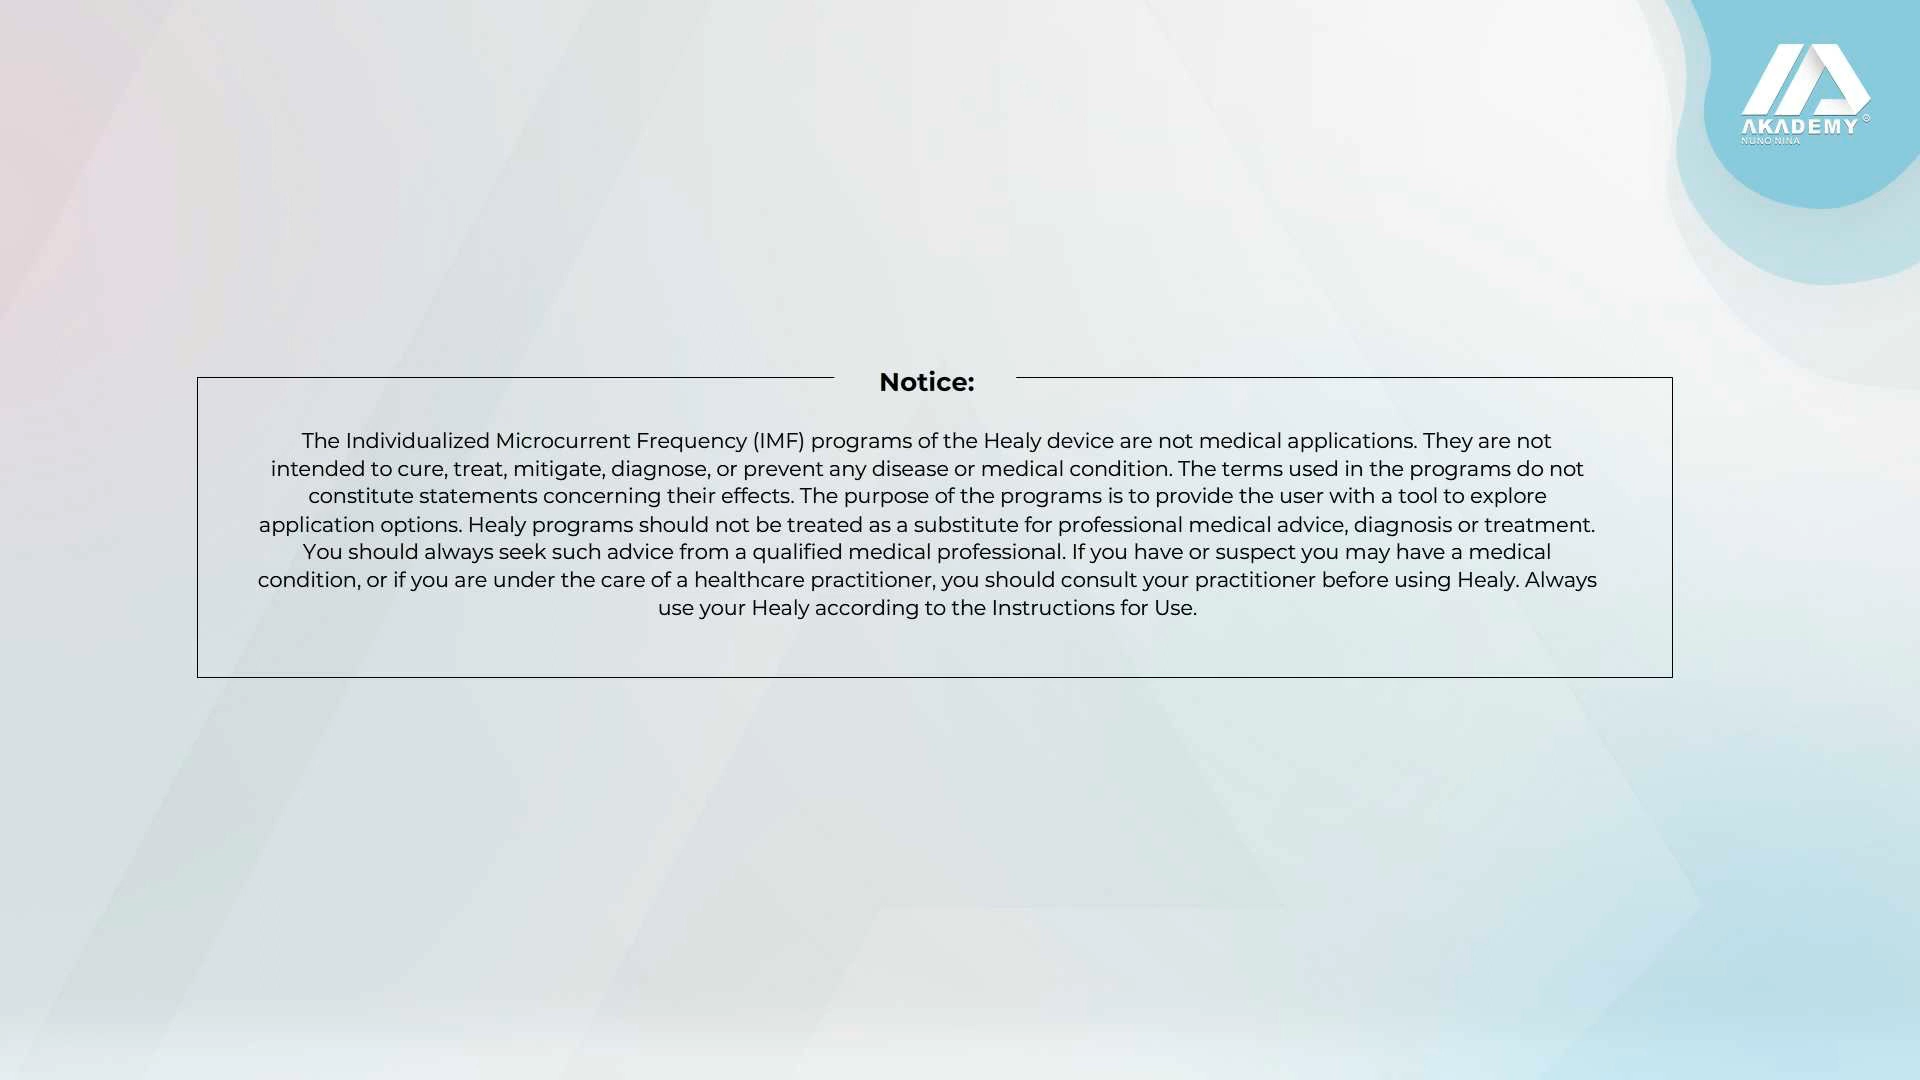 AKADEMY®
NUNO NINA
Notice:
The Individualized Microcurrent Frequency (IMF) programs of the Healy device are not medical applications. They are not
intended to cure, treat, mitigate, diagnose, or prevent any disease or medical condition. The terms used in the programs do not
constitute statements concerning their effects. The purpose of the programs is to provide the user with a tool to explore
application options. Healy programs should not be treated as a substitute for professional medical advice, diagnosis or treatment.
You should always seek such advice from a qualified medical professional. If you have or suspect you may have a medical
condition, or if you are under the care of a healthcare practitioner, you should consult your practitioner before using Healy. Always
use your Healy according to the Instructions for Use.